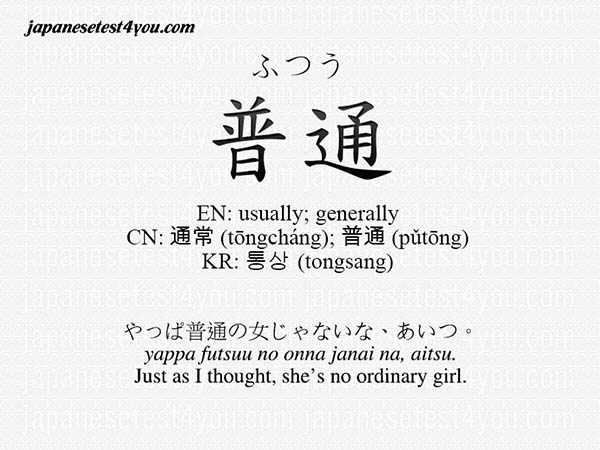 japanesetest4you.com
ふつう
普通
EN: usually; generally
CN: 通常 (tōngcháng); 普通 (pǔtōng)
KR: 통상 (tongsang)
やっぱ普通の女じゃないな、あいつ。
yappa futsuu no onna janai na, aitsu.
Just as I thought, she’s no ordinary girl.